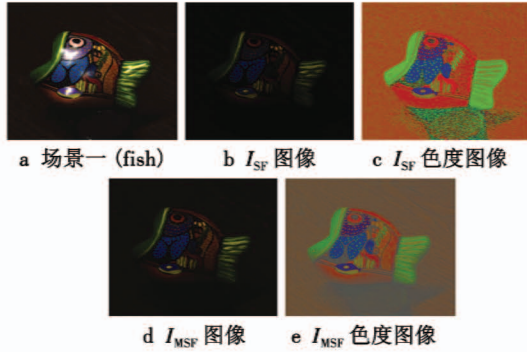 a 场景一 (fish)
b I_SF 图像
c I_SF 色度图像
d I_MSF 图像
e I_MSF 色度图像